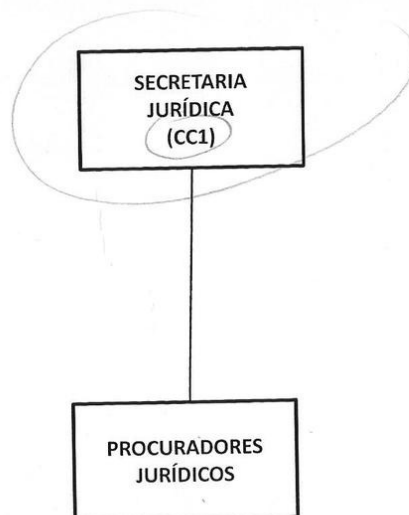 SECRETARIA
JURÍDICA
(CC1)
PROCURADORES
JURÍDICOS